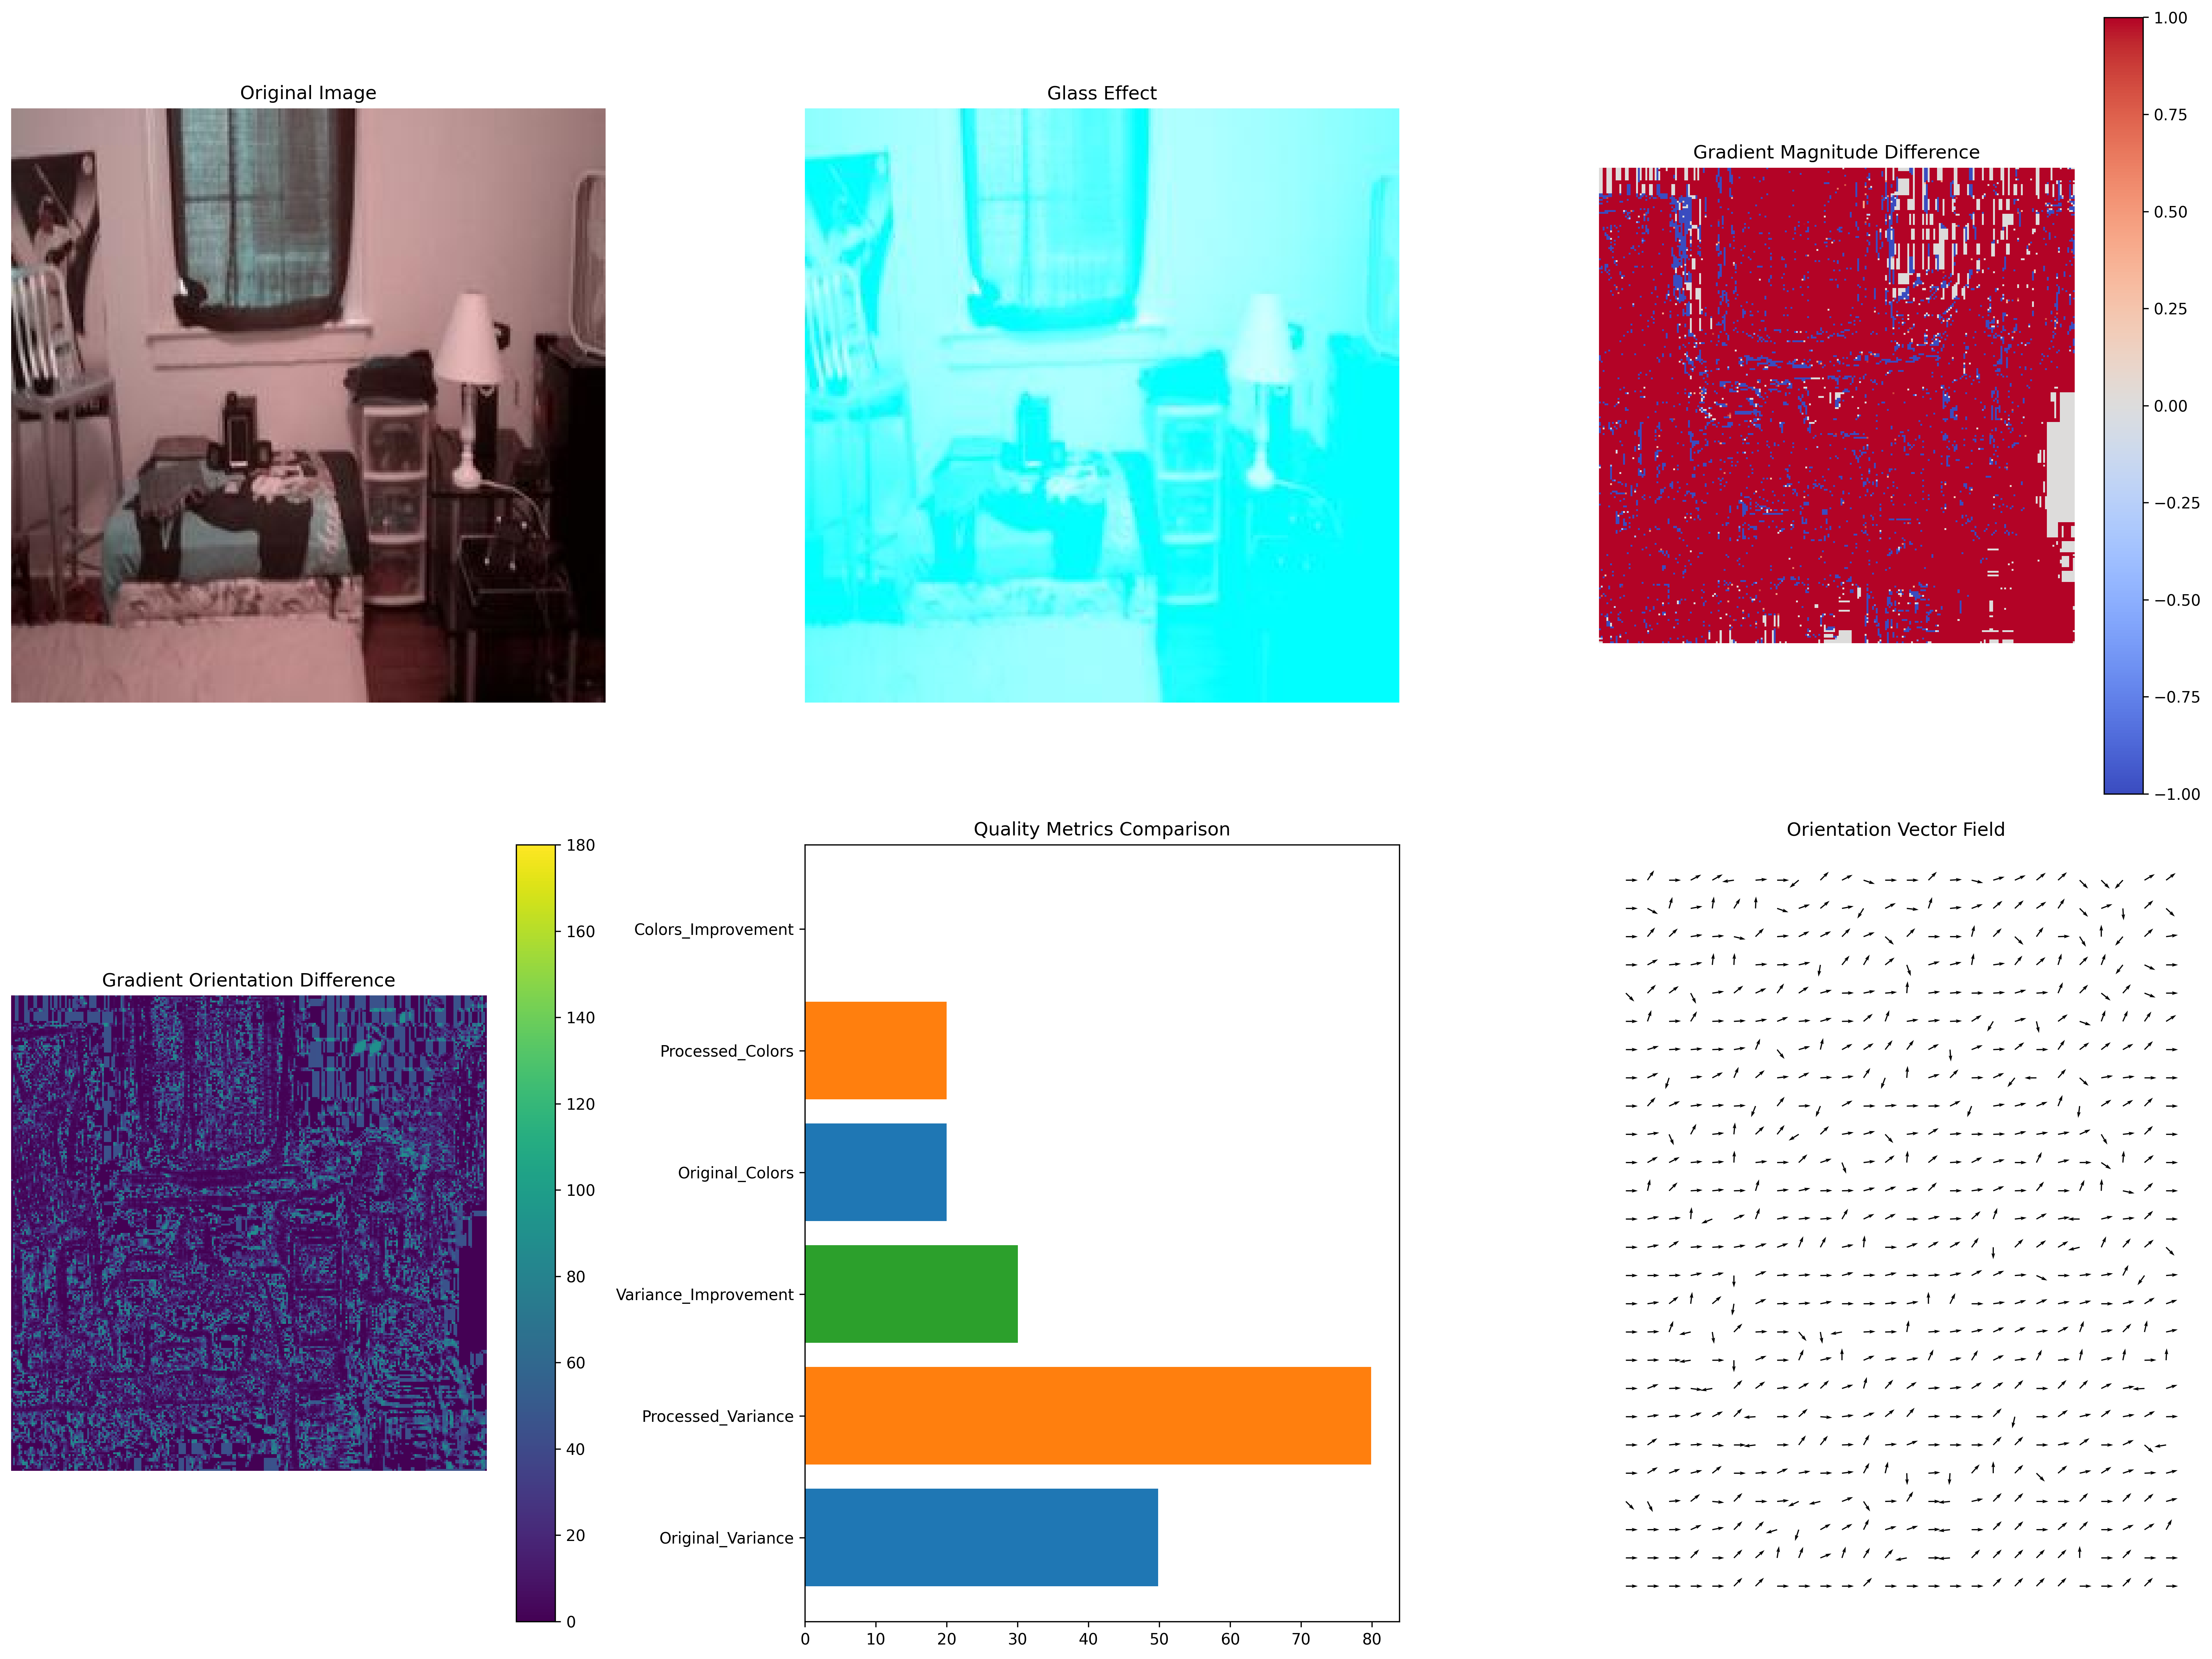 Original Image
Glass Effect
Gradient Magnitude Difference
1.00
0.75
0.50
0.25
0.00
−0.25
−0.50
−0.75
−1.00
Gradient Orientation Difference
180
160
140
120
100
80
60
40
20
0
Quality Metrics Comparison
Colors_Improvement
Processed_Colors
Original_Colors
Variance_Improvement
Processed_Variance
Original_Variance
0 10 20 30 40 50 60 70 80
Orientation Vector Field